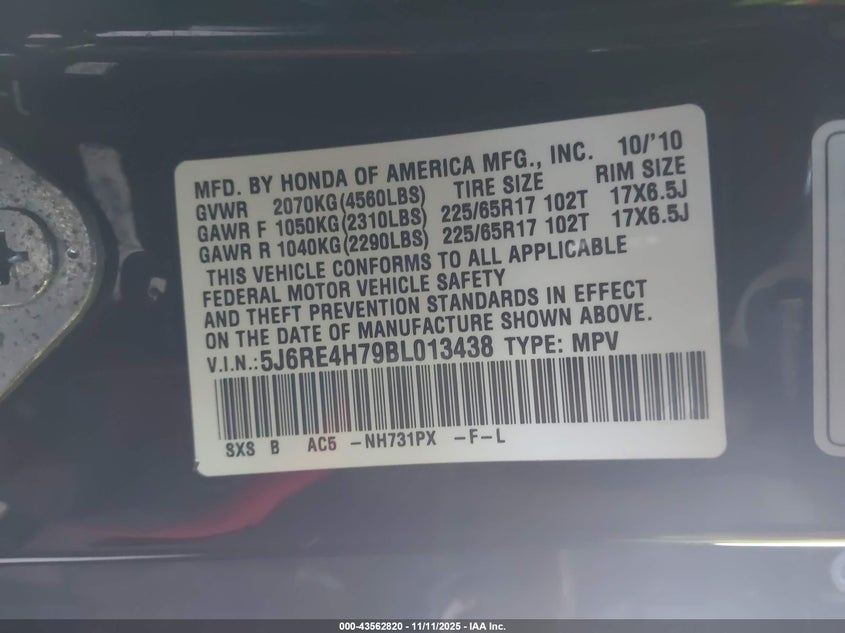 MFD. BY HONDA OF AMERICA MFG., INC. 10/'10
GVWR 2070KG(4560LBS) TIRE SIZE RIM SIZE
GAWR F 1050KG(2310LBS) 225/65R17 102T 17X6.5J
GAWR R 1040KG(2290LBS) 225/65R17 102T 17X6.5J
THIS VEHICLE CONFORMS TO ALL APPLICABLE
FEDERAL MOTOR VEHICLE SAFETY
AND THEFT PREVENTION STANDARDS IN EFFECT
ON THE DATE OF MANUFACTURE SHOWN ABOVE.
V.I.N.:5J6RE4H79BL013438 TYPE: MPV
SXS B AC5 -NH731PX -F-L
000-43562820 - 11/11/2025 - IAA Inc.